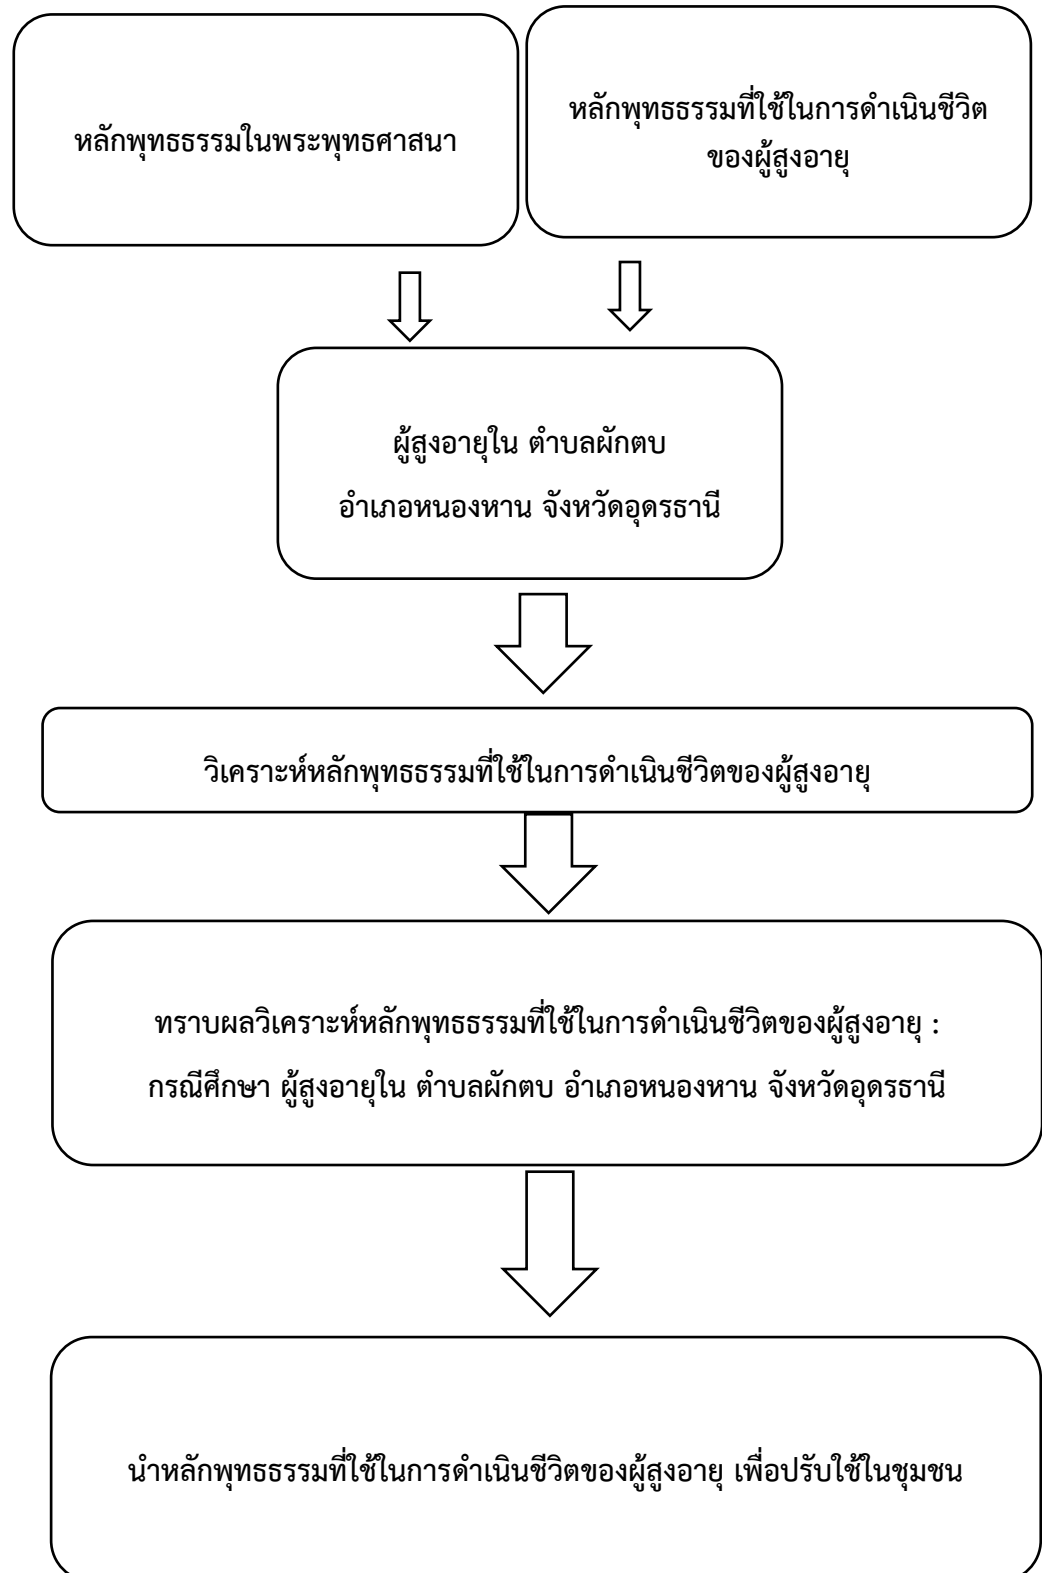 หลักพุทธธรรมในพระพุทธศาสนา
หลักพุทธธรรมที่ใช้ในการดำเนินชีวิต
ของผู้สูงอายุ
ผู้สูงอายุใน ตำบลผักตบ
อำเภอหนองหาน จังหวัดอุดรธานี
วิเคราะห์หลักพุทธธรรมที่ใช้ในการดำเนินชีวิตของผู้สูงอายุ
ทราบผลวิเคราะห์หลักพุทธธรรมที่ใช้ในการดำเนินชีวิตของผู้สูงอายุ :
กรณีศึกษา ผู้สูงอายุใน ตำบลผักตบ อำเภอหนองหาน จังหวัดอุดรธานี
นำหลักพุทธธรรมที่ใช้ในการดำเนินชีวิตของผู้สูงอายุ เพื่อปรับใช้ในชุมชน